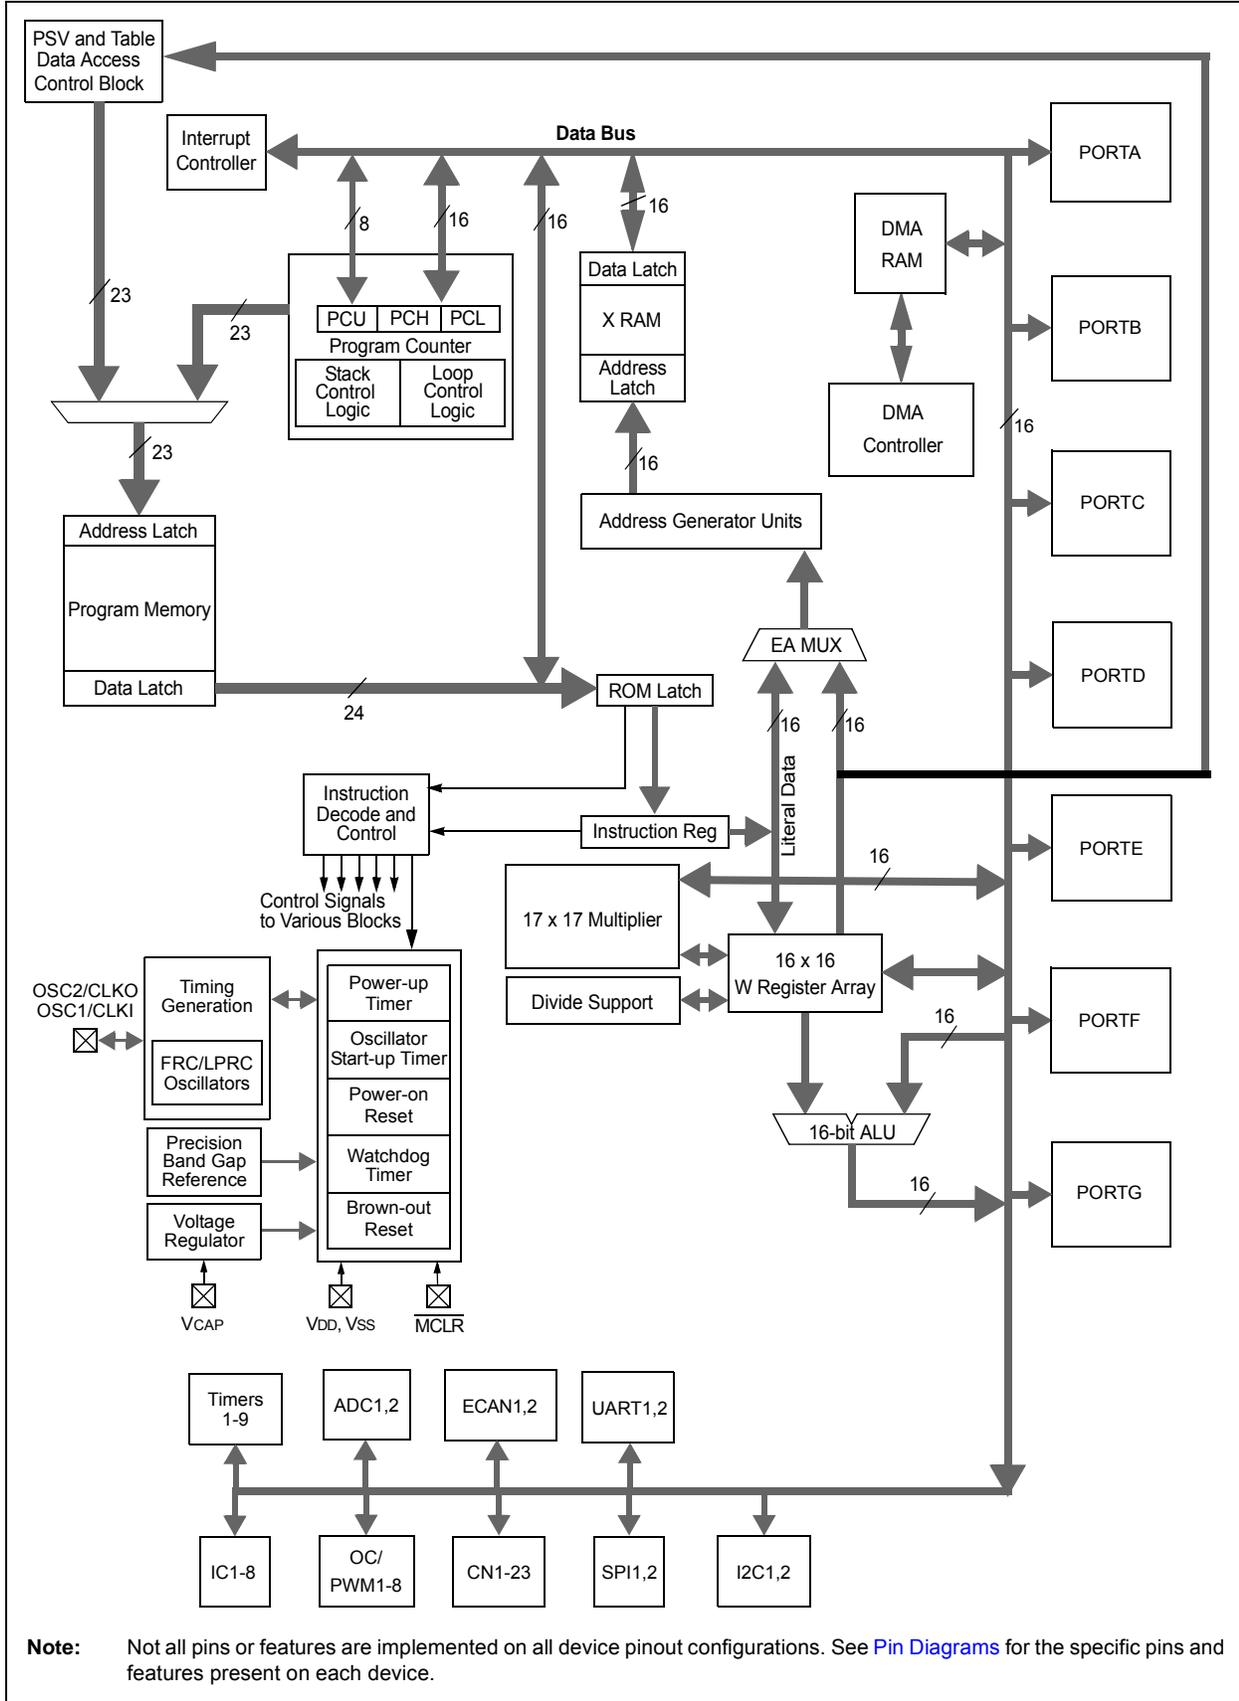 PSV and Table
Data Access
Control Block
Interrupt
Controller
Data Bus
PORTA
8
16
16
16
DMA
RAM
Data Latch
X RAM
Address
Latch
23
23
PCU PCH PCL
Program Counter
Stack
Control
Logic
Loop
Control
Logic
PORTB
DMA
Controller
16
23
16
PORTC
Address Generator Units
Address Latch
Program Memory
Data Latch
24
EA MUX
ROM Latch
PORTD
16
16
Literal Data
Instruction
Decode and
Control
Instruction Reg
PORTE
16
Control Signals
to Various Blocks
17 x 17 Multiplier
16 x 16
W Register Array
Divide Support
OSC2/CLKO
OSC1/CLKI
Timing
Generation
FRC/LPRC
Oscillators
Power-up
Timer
Oscillator
Start-up Timer
Power-on
Reset
Watchdog
Timer
Brown-out
Reset
16
PORTF
16-bit ALU
Precision
Band Gap
Reference
Voltage
Regulator
16
PORTG
VCAP
VDD, VSS
MCLR
Timers
1-9
ADC1,2
ECAN1,2
UART1,2
IC1-8
OC/
PWM1-8
CN1-23
SPI1,2
I2C1,2
Note: Not all pins or features are implemented on all device pinout configurations. See Pin Diagrams for the specific pins and
features present on each device.